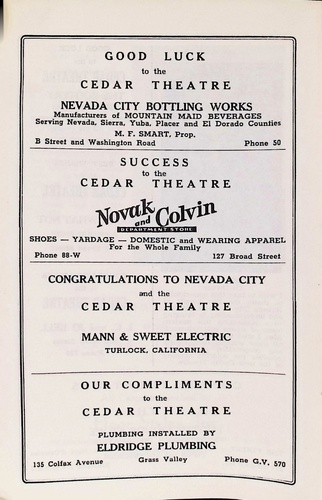 GOOD LUCK
to the
CEDAR THEATRE
NEVADA CITY BOTTLING WORKS
Manufacturers of MOUNTAIN MAID BEVERAGES
Serving Nevada, Sierra, Yuba, Placer and El Dorado Counties
M. F. SMART, Prop.
B Street and Washington Road Phone 50
SUCCESS
to the
CEDAR THEATRE
Novak and Colvin
DEPARTMENT STORE
SHOES — YARDAGE — DOMESTIC and WEARING APPAREL
For the Whole Family
Phone 88-W 127 Broad Street
CONGRATULATIONS TO NEVADA CITY
and the
CEDAR THEATRE
MANN & SWEET ELECTRIC
TURLOCK, CALIFORNIA
OUR COMPLIMENTS
to the
CEDAR THEATRE
PLUMBING INSTALLED BY
ELDRIDGE PLUMBING
135 Colfax Avenue Grass Valley Phone G.V. 570